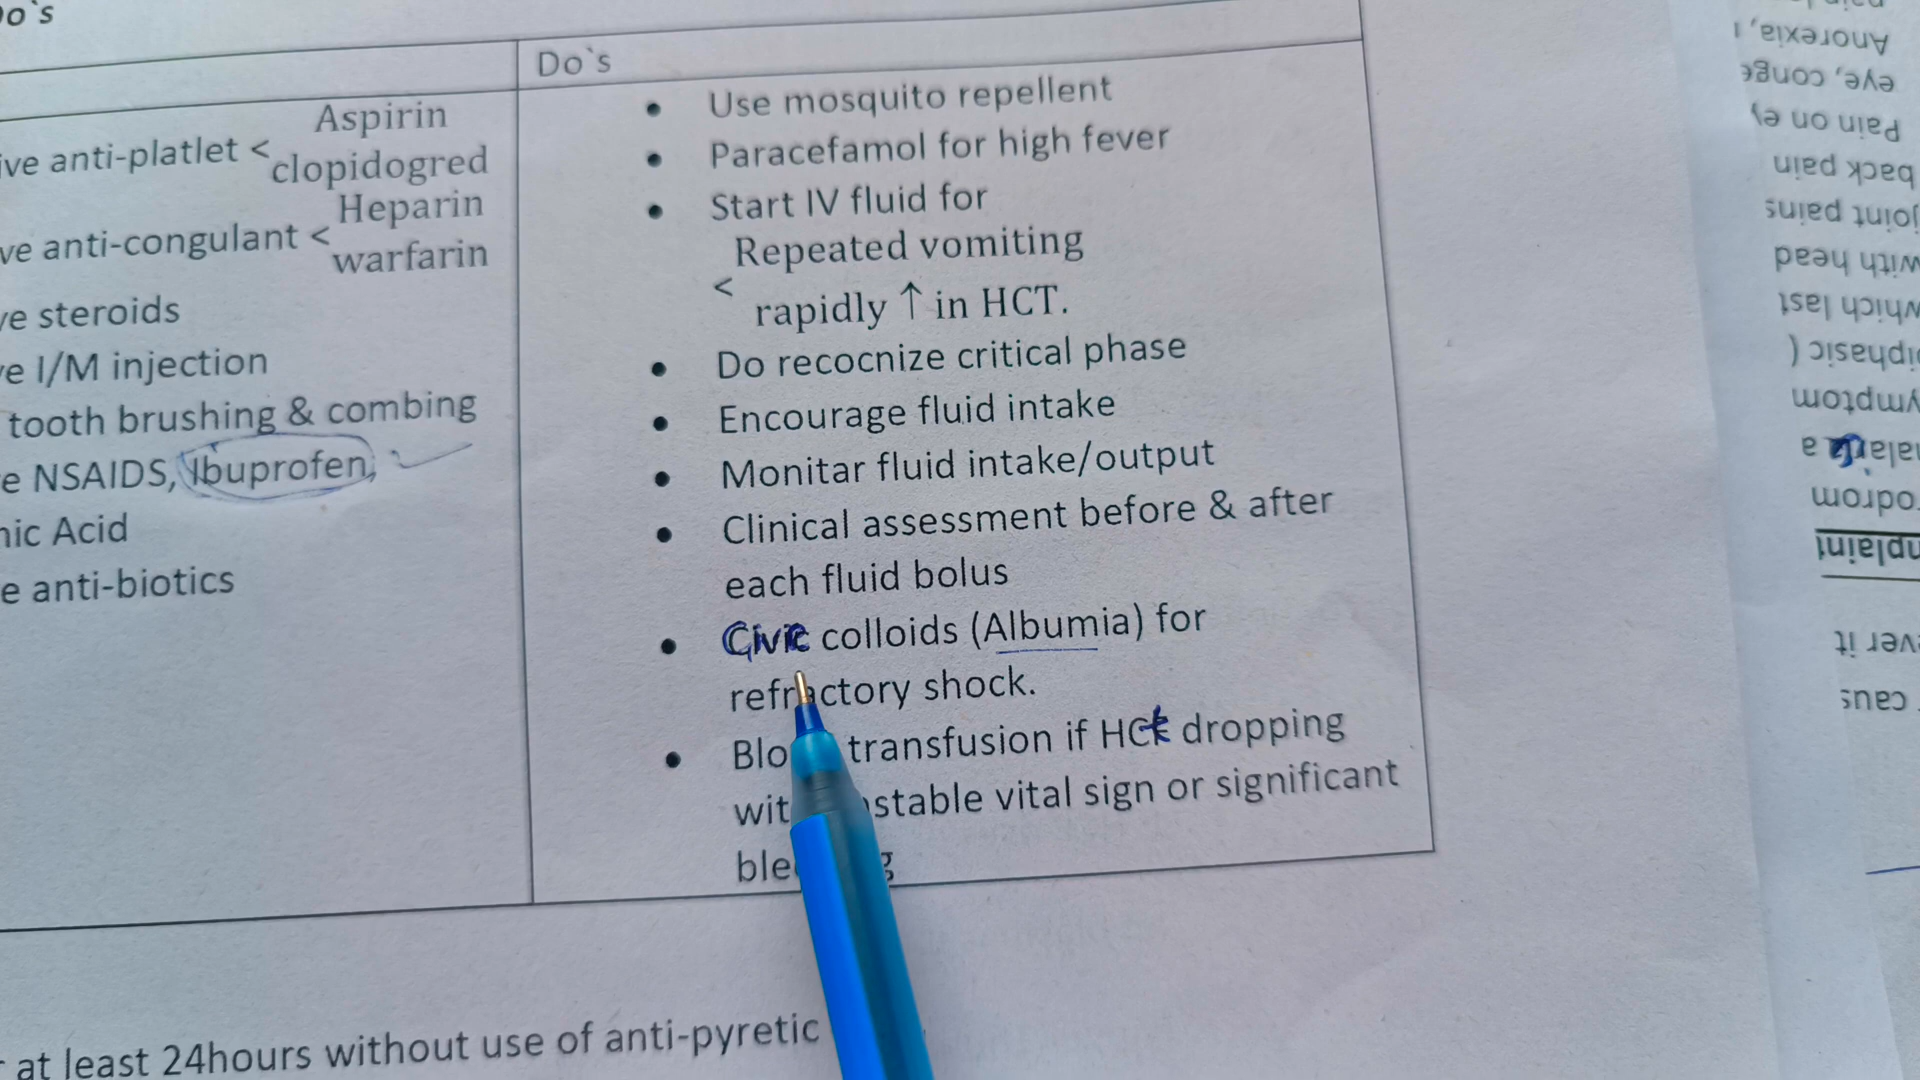 Do`s
Do`s
ive anti-platlet < Aspirin
clopidogred
ve anti-congulant < Heparin
warfarin
ve steroids
ve I/M injection
tooth brushing & combing
e NSAIDS, Ibuprofen,
nic Acid
e anti-biotics
• Use mosquito repellent
• Paracefamol for high fever
• Start IV fluid for
Repeated vomiting
<
rapidly ↑ in HCT.
• Do recocnize critical phase
• Encourage fluid intake
• Monitar fluid intake/output
• Clinical assessment before & after
each fluid bolus
• colloids (Albumia) for
refractory shock.
• transfusion if HCt dropping
vital sign or significant
at least 24hours without use of anti-pyretic
caus
ver it
nplaint
odrom
a
ymptom
iphasic (
which last
with head
joint pains
back pain
Pain on ey
eye, conge
Anorexia,